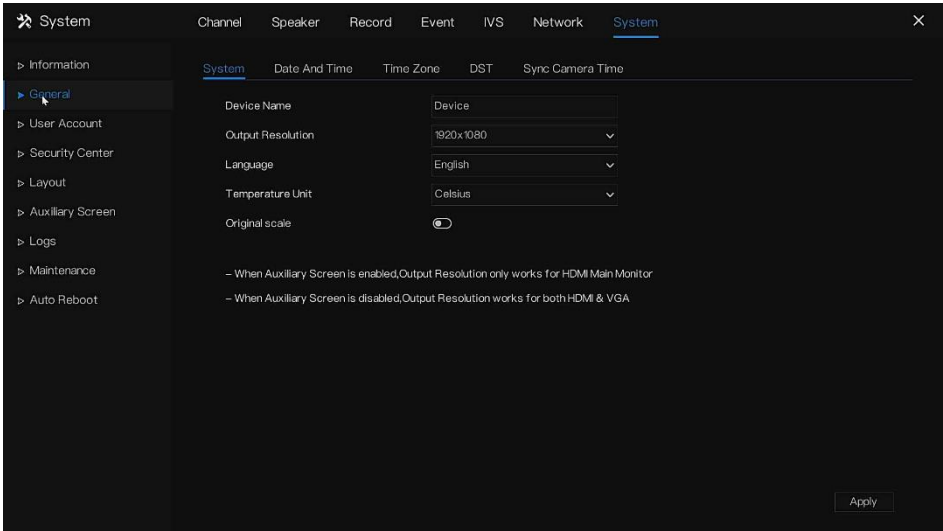 System
Channel Speaker Record Event IVS Network System
Information
General
User Account
Security Center
Layout
Auxiliary Screen
Logs
Maintenance
Auto Reboot
System Date And Time Time Zone DST Sync Camera Time
Device Name Device
Output Resolution 1920x1080
Language English
Temperature Unit Celsius
Original scale
– When Auxiliary Screen is enabled,Output Resolution only works for HDMI Main Monitor
– When Auxiliary Screen is disabled,Output Resolution works for both HDMI & VGA
Apply